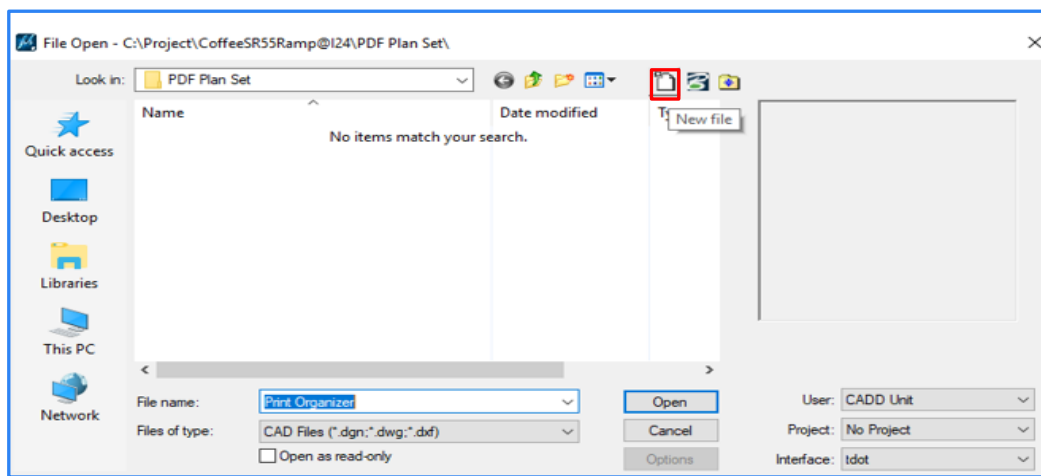 File Open - C:\Project\CoffeeSR55Ramp@I24\PDF Plan Set\
Look in: PDF Plan Set
Name Date modified
New file
No items match your search.
Quick access
Desktop
Libraries
This PC
Network
File name: Print Organizer Open
Files of type: CAD Files (*.dgn;*.dwg;*.dxf) Cancel
Open as read-only Options
User: CADD Unit
Project: No Project
Interface: tdot